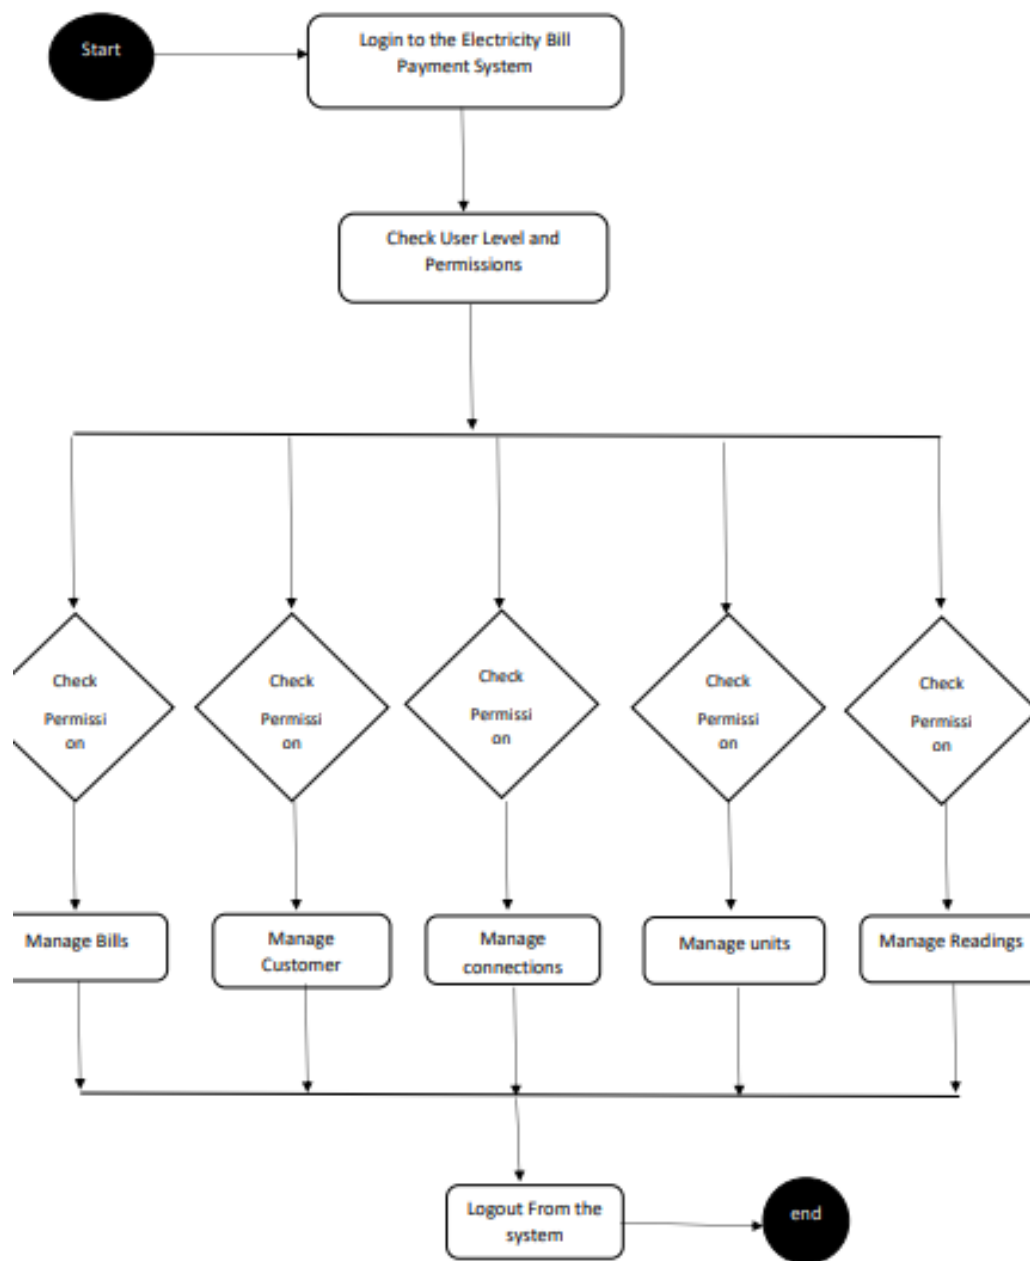 Start
Login to the Electricity Bill
Payment System
Check User Level and
Permissions
Check
Permissi
on
Check
Permissi
on
Check
Permissi
on
Check
Permissi
on
Check
Permissi
on
Manage Bills
Manage
Customer
Manage
connections
Manage units
Manage Readings
Logout From the
system
end